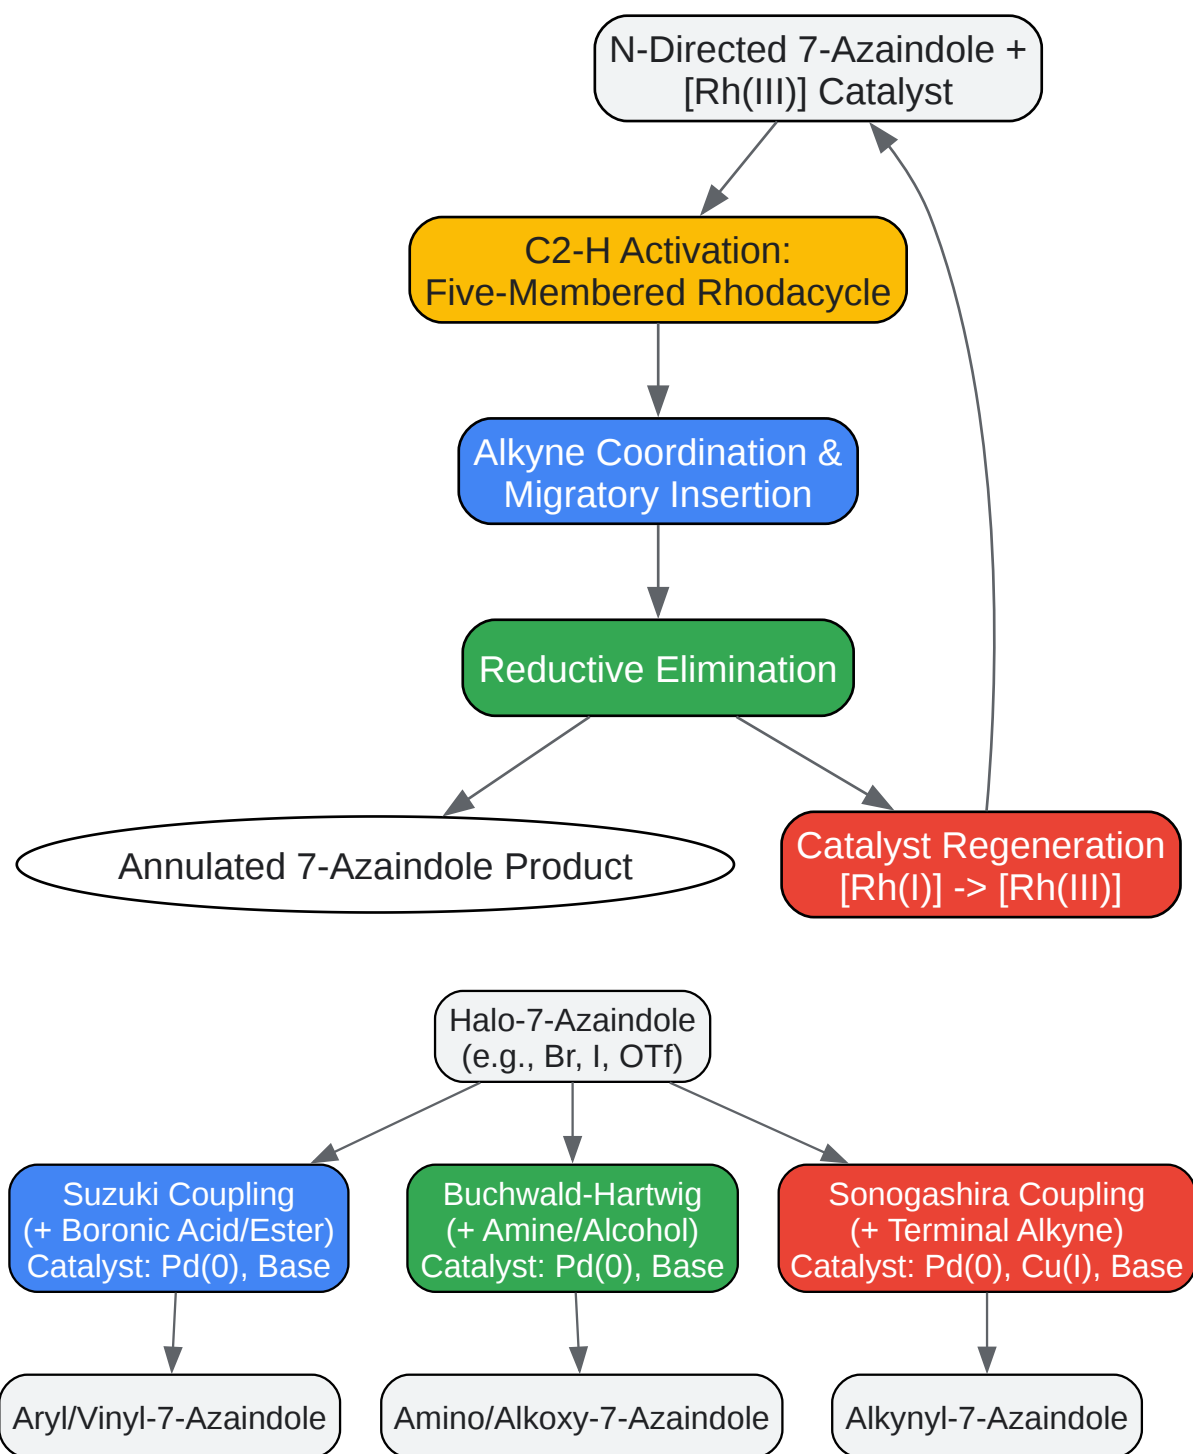 N-Directed 7-Azaindole +
[Rh(III)] Catalyst
C2-H Activation:
Five-Membered Rhodacycle
Alkyne Coordination &
Migratory Insertion
Reductive Elimination
Annulated 7-Azaindole Product
Catalyst Regeneration
[Rh(I)] -> [Rh(III)]
Halo-7-Azaindole
(e.g., Br, I, OTf)
Suzuki Coupling
(+ Boronic Acid/Ester)
Catalyst: Pd(0), Base
Buchwald-Hartwig
(+ Amine/Alcohol)
Catalyst: Pd(0), Base
Sonogashira Coupling
(+ Terminal Alkyne)
Catalyst: Pd(0), Cu(I), Base
Aryl/Vinyl-7-Azaindole
Amino/Alkoxy-7-Azaindole
Alkynyl-7-Azaindole